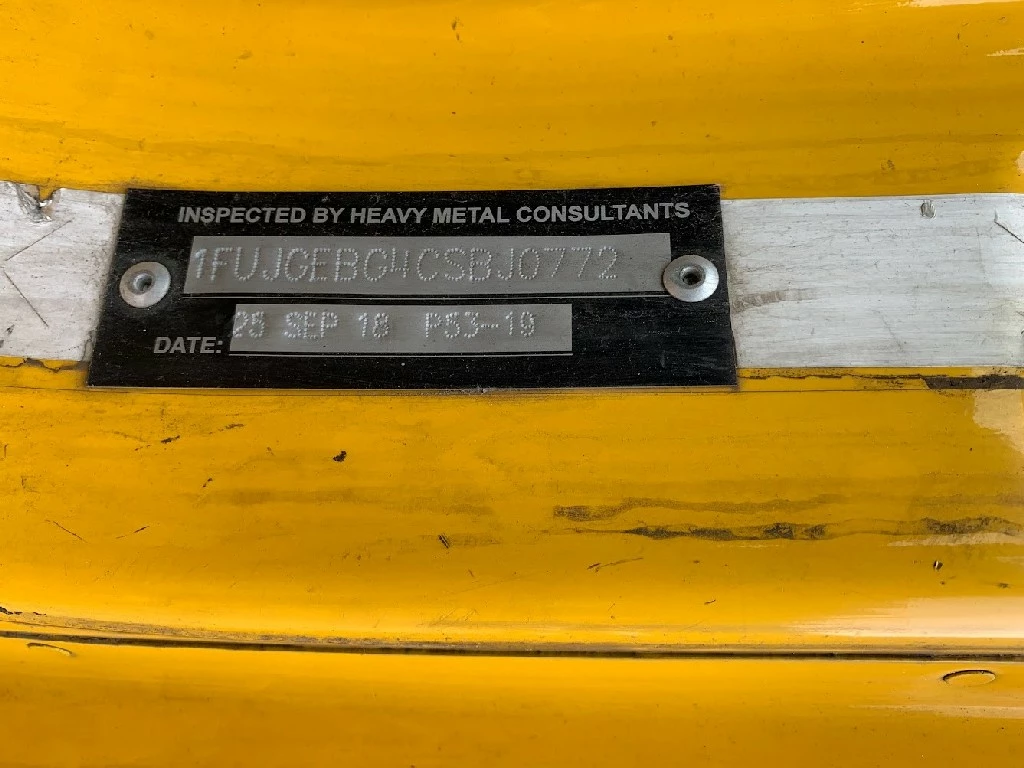 INSPECTED BY HEAVY METAL CONSULTANTS
1FUJGEBG4CSBJ0772
DATE: 25 SEP 18 P53-19